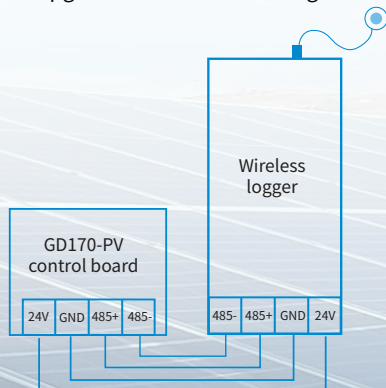 Wireless
logger
GD170-PV
control board
24V GND 485+ 485-
485- 485+ GND 24V